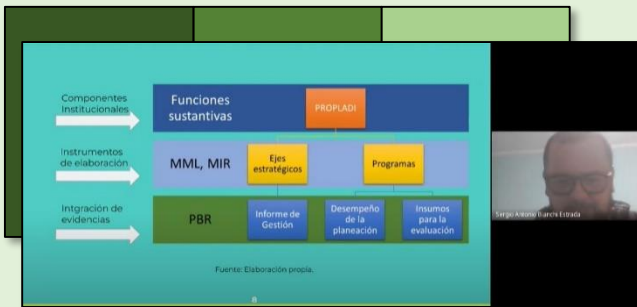 Componentes
Institucionales
Funciones
sustantivas
PROPLADI
Instrumentos
de elaboración
MML, MIR
Ejes
estratégicos
Programas
Intgración de
evidencias
PBR
Informe de
Gestión
Desempeño
de la
planeación
Insumos
para la
evaluación
Fuente: Elaboración propia.
8
Sergio Antonio Bianchi Estrada